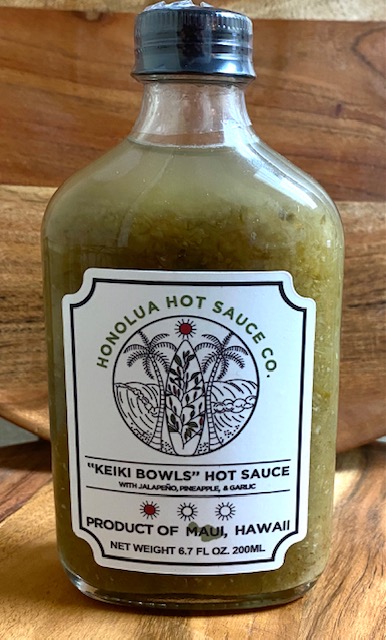 HONOLUA HOT SAUCE CO.
"KEIKI BOWLS" HOT SAUCE
WITH JALAPEÑO, PINEAPPLE, & GARLIC
PRODUCT OF MAUI, HAWAII
NET WEIGHT 6.7 FL OZ. 200ML